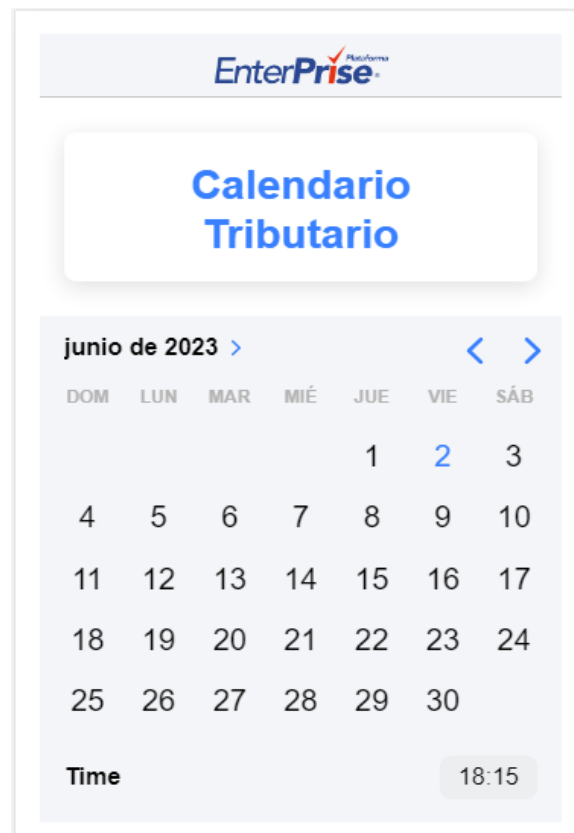 Plataforma
EnterPrise
Calendario
Tributario
junio de 2023 >
DOM LUN MAR MIÉ JUE VIE SÁB
1 2 3
4 5 6 7 8 9 10
11 12 13 14 15 16 17
18 19 20 21 22 23 24
25 26 27 28 29 30
Time 18:15